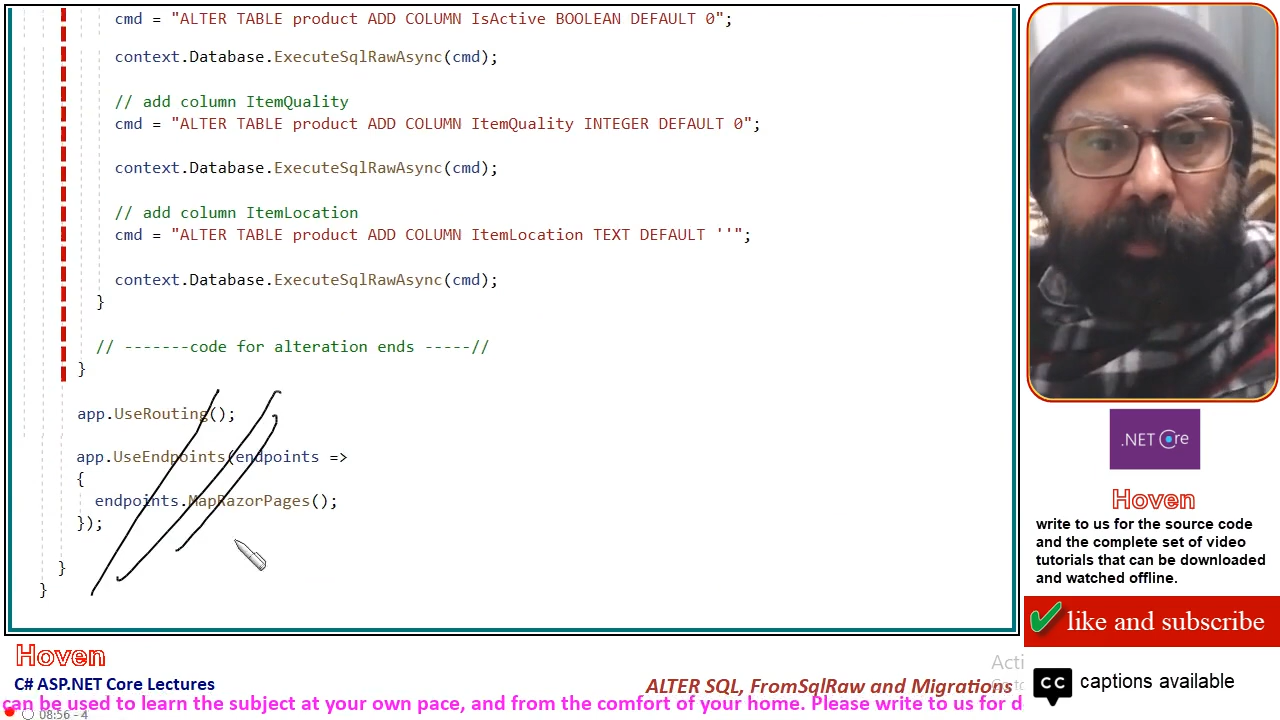 cmd = "ALTER TABLE product ADD COLUMN IsActive BOOLEAN DEFAULT 0";
context.Database.ExecuteSqlRawAsync(cmd);
// add column ItemQuality
cmd = "ALTER TABLE product ADD COLUMN ItemQuality INTEGER DEFAULT 0";
context.Database.ExecuteSqlRawAsync(cmd);
// add column ItemLocation
cmd = "ALTER TABLE product ADD COLUMN ItemLocation TEXT DEFAULT ''";
context.Database.ExecuteSqlRawAsync(cmd);
}
// -------code for alteration ends -----//
}
app.UseRouting();
app.UseEndpoints(endpoints =>
{
endpoints.MapRazorPages();
});
}
}
.NET Core
Hoven
write to us for the source code
and the complete set of video
tutorials that can be downloaded
and watched offline.
like and subscribe
CC captions available
Hoven
C# ASP.NET Core Lectures
ALTER SQL, FromSqlRaw and Migrations
Acti
can be used to learn the subject at your own pace, and from the comfort of your home. Please write to us for d
08:56 - 4